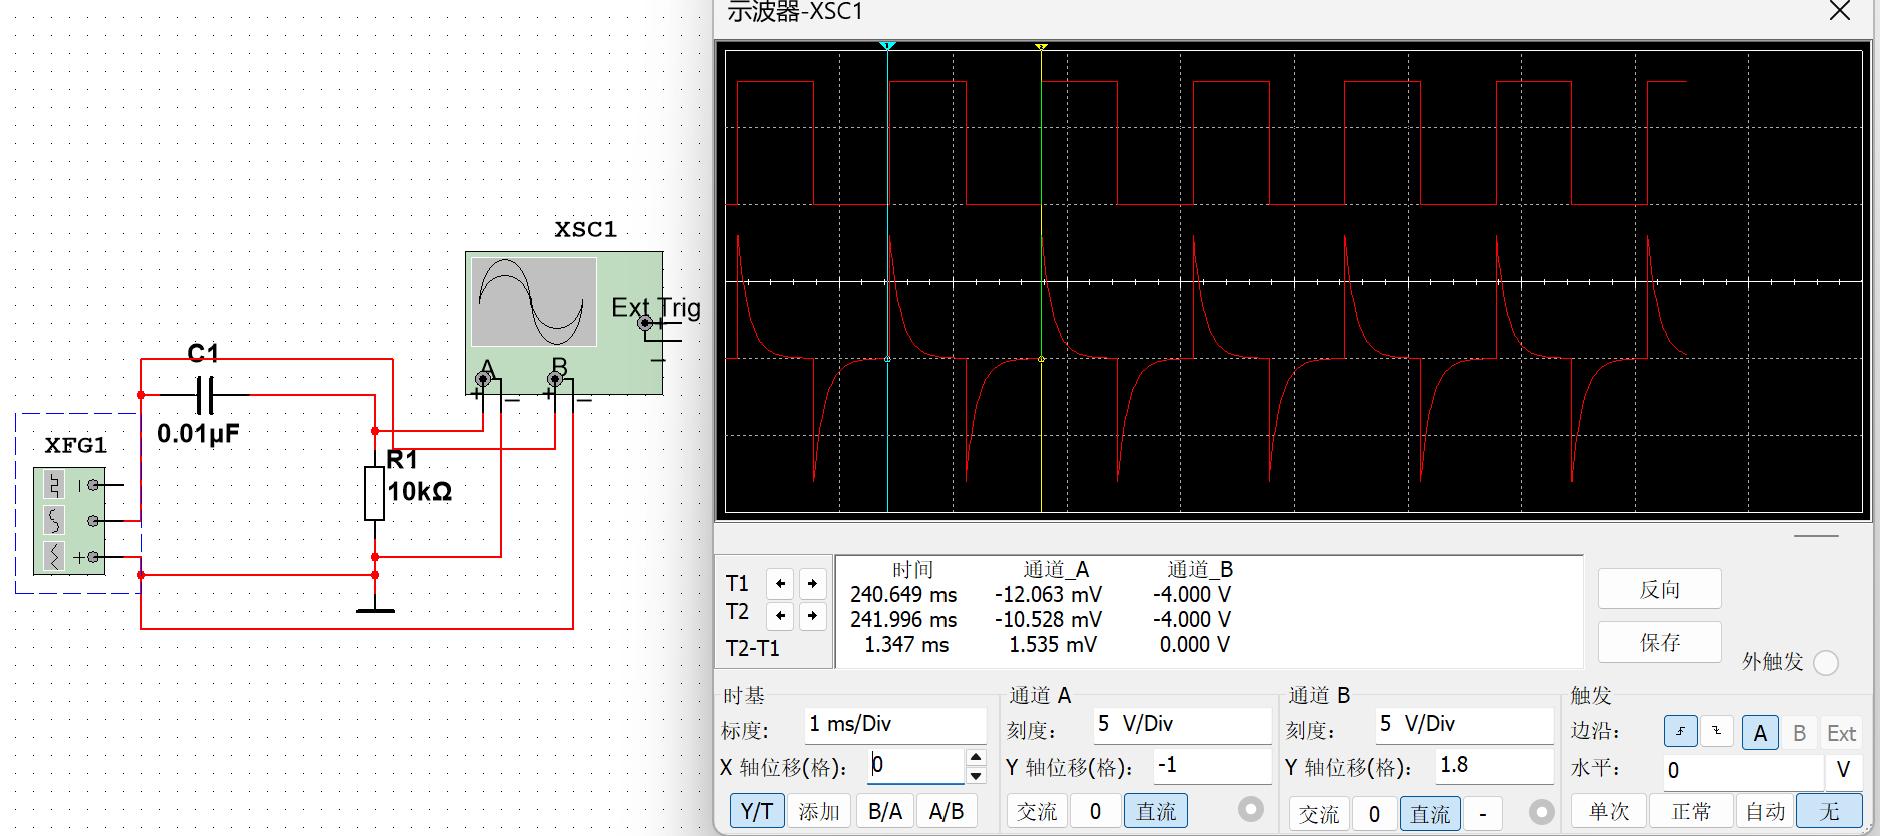 示波器-XSC1
XSC1
Ext Trig
A
B
C1
0.01µF
XFG1
R1
10kΩ
时间 通道_A 通道_B
T1 240.649 ms -12.063 mV -4.000 V
T2 241.996 ms -10.528 mV -4.000 V
T2-T1 1.347 ms 1.535 mV 0.000 V
反向
保存
外触发
时基
标度: 1 ms/Div
X 轴位移(格): 0
Y/T 添加 B/A A/B
通道 A
刻度: 5 V/Div
Y 轴位移(格): -1
交流 0 直流
通道 B
刻度: 5 V/Div
Y 轴位移(格): 1.8
交流 0 直流 -
触发
边沿: A B Ext
水平: 0 V
单次 正常 自动 无